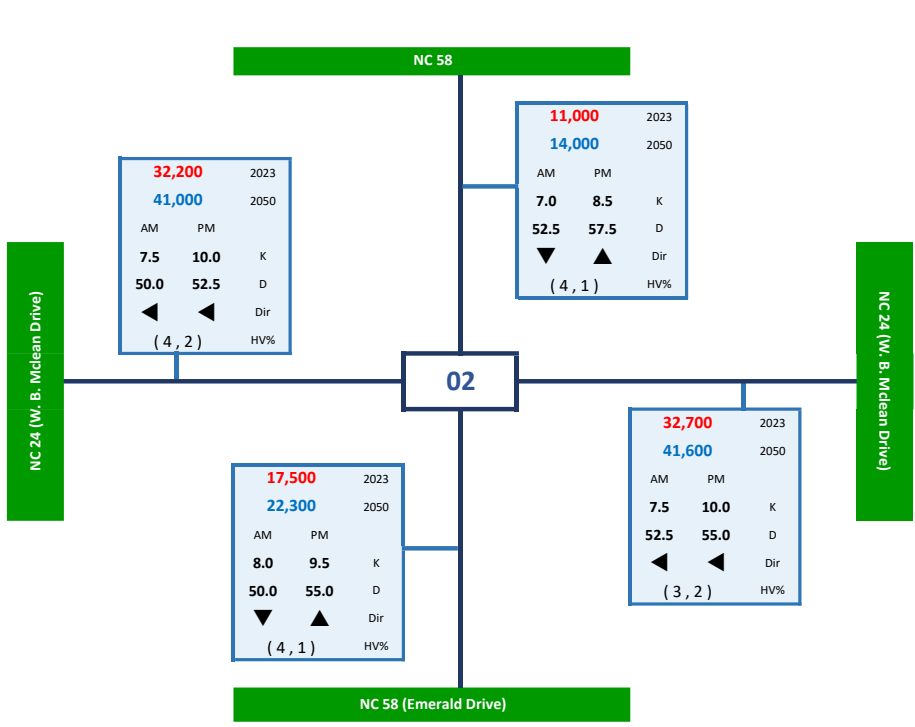 NC 58
11,000 2023
14,000 2050
AM PM
7.0 8.5 K
52.5 57.5 D
▼ ▲ Dir
( 4 , 1 ) HV%
32,200 2023
41,000 2050
AM PM
7.5 10.0 K
50.0 52.5 D
◀ ◀ Dir
( 4 , 2 ) HV%
NC 24 (W. B. Mclean Drive)
02
NC 24 (W. B. Mclean Drive)
32,700 2023
41,600 2050
AM PM
7.5 10.0 K
52.5 55.0 D
◀ ◀ Dir
( 3 , 2 ) HV%
17,500 2023
22,300 2050
AM PM
8.0 9.5 K
50.0 55.0 D
▼ ▲ Dir
( 4 , 1 ) HV%
NC 58 (Emerald Drive)